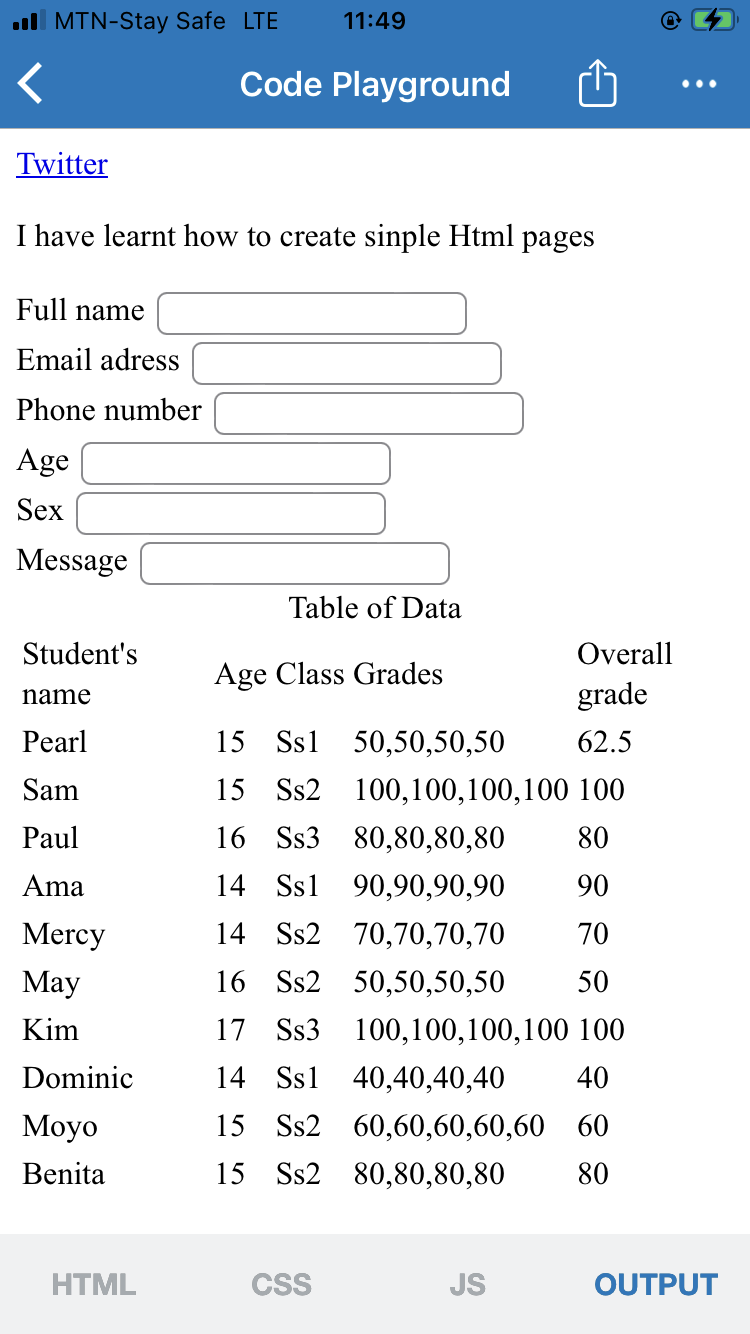 MTN-Stay Safe LTE 11:49
Code Playground
Twitter
I have learnt how to create sinple Html pages
Full name
Email adress
Phone number
Age
Sex
Message
Table of Data
Student's name Age Class Grades Overall grade
Pearl 15 Ss1 50,50,50,50 62.5
Sam 15 Ss2 100,100,100,100 100
Paul 16 Ss3 80,80,80,80 80
Ama 14 Ss1 90,90,90,90 90
Mercy 14 Ss2 70,70,70,70 70
May 16 Ss2 50,50,50,50 50
Kim 17 Ss3 100,100,100,100 100
Dominic 14 Ss1 40,40,40,40 40
Moyo 15 Ss2 60,60,60,60,60 60
Benita 15 Ss2 80,80,80,80 80
HTML CSS JS OUTPUT